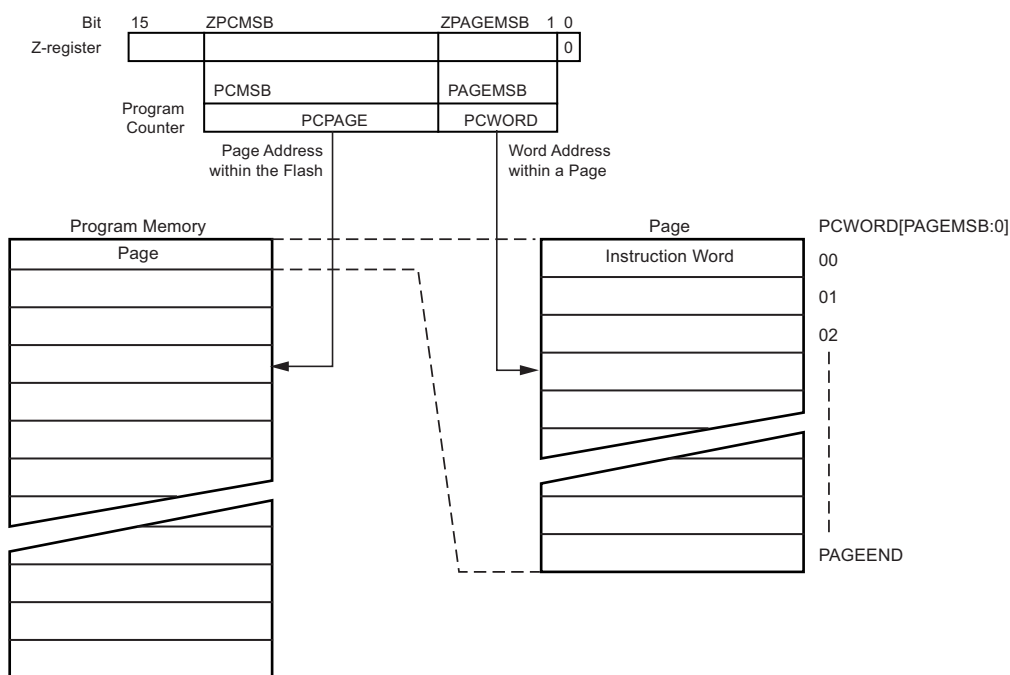 Bit 15 ZPCMSB ZPAGEMSB 1 0
Z-register 0
PCMSB PAGEMSB
Program
Counter
PCPAGE PCWORD
Page Address
within the Flash
Word Address
within a Page
Program Memory
Page
Page
Instruction Word
PCWORD[PAGEMSB:0]
00
01
02
PAGEEND